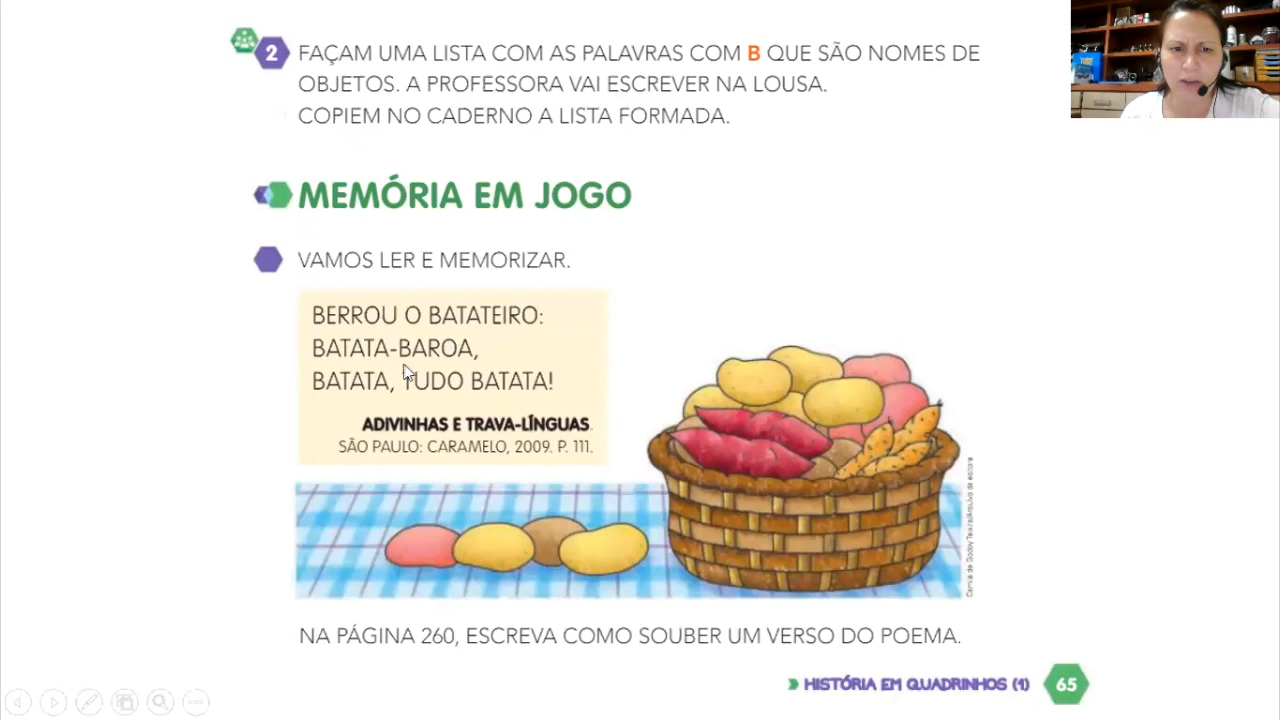 2 FAÇAM UMA LISTA COM AS PALAVRAS COM B QUE SÃO NOMES DE
OBJETOS. A PROFESSORA VAI ESCREVER NA LOUSA.
COPIEM NO CADERNO A LISTA FORMADA.
MEMÓRIA EM JOGO
VAMOS LER E MEMORIZAR.
BERROU O BATATEIRO:
BATATA-BAROA,
BATATA, TUDO BATATA!
ADIVINHAS E TRAVA-LÍNGUAS.
SÃO PAULO: CARAMELO, 2009. P. 111.
NA PÁGINA 260, ESCREVA COMO SOUBER UM VERSO DO POEMA.
HISTÓRIA EM QUADRINHOS (1) 65